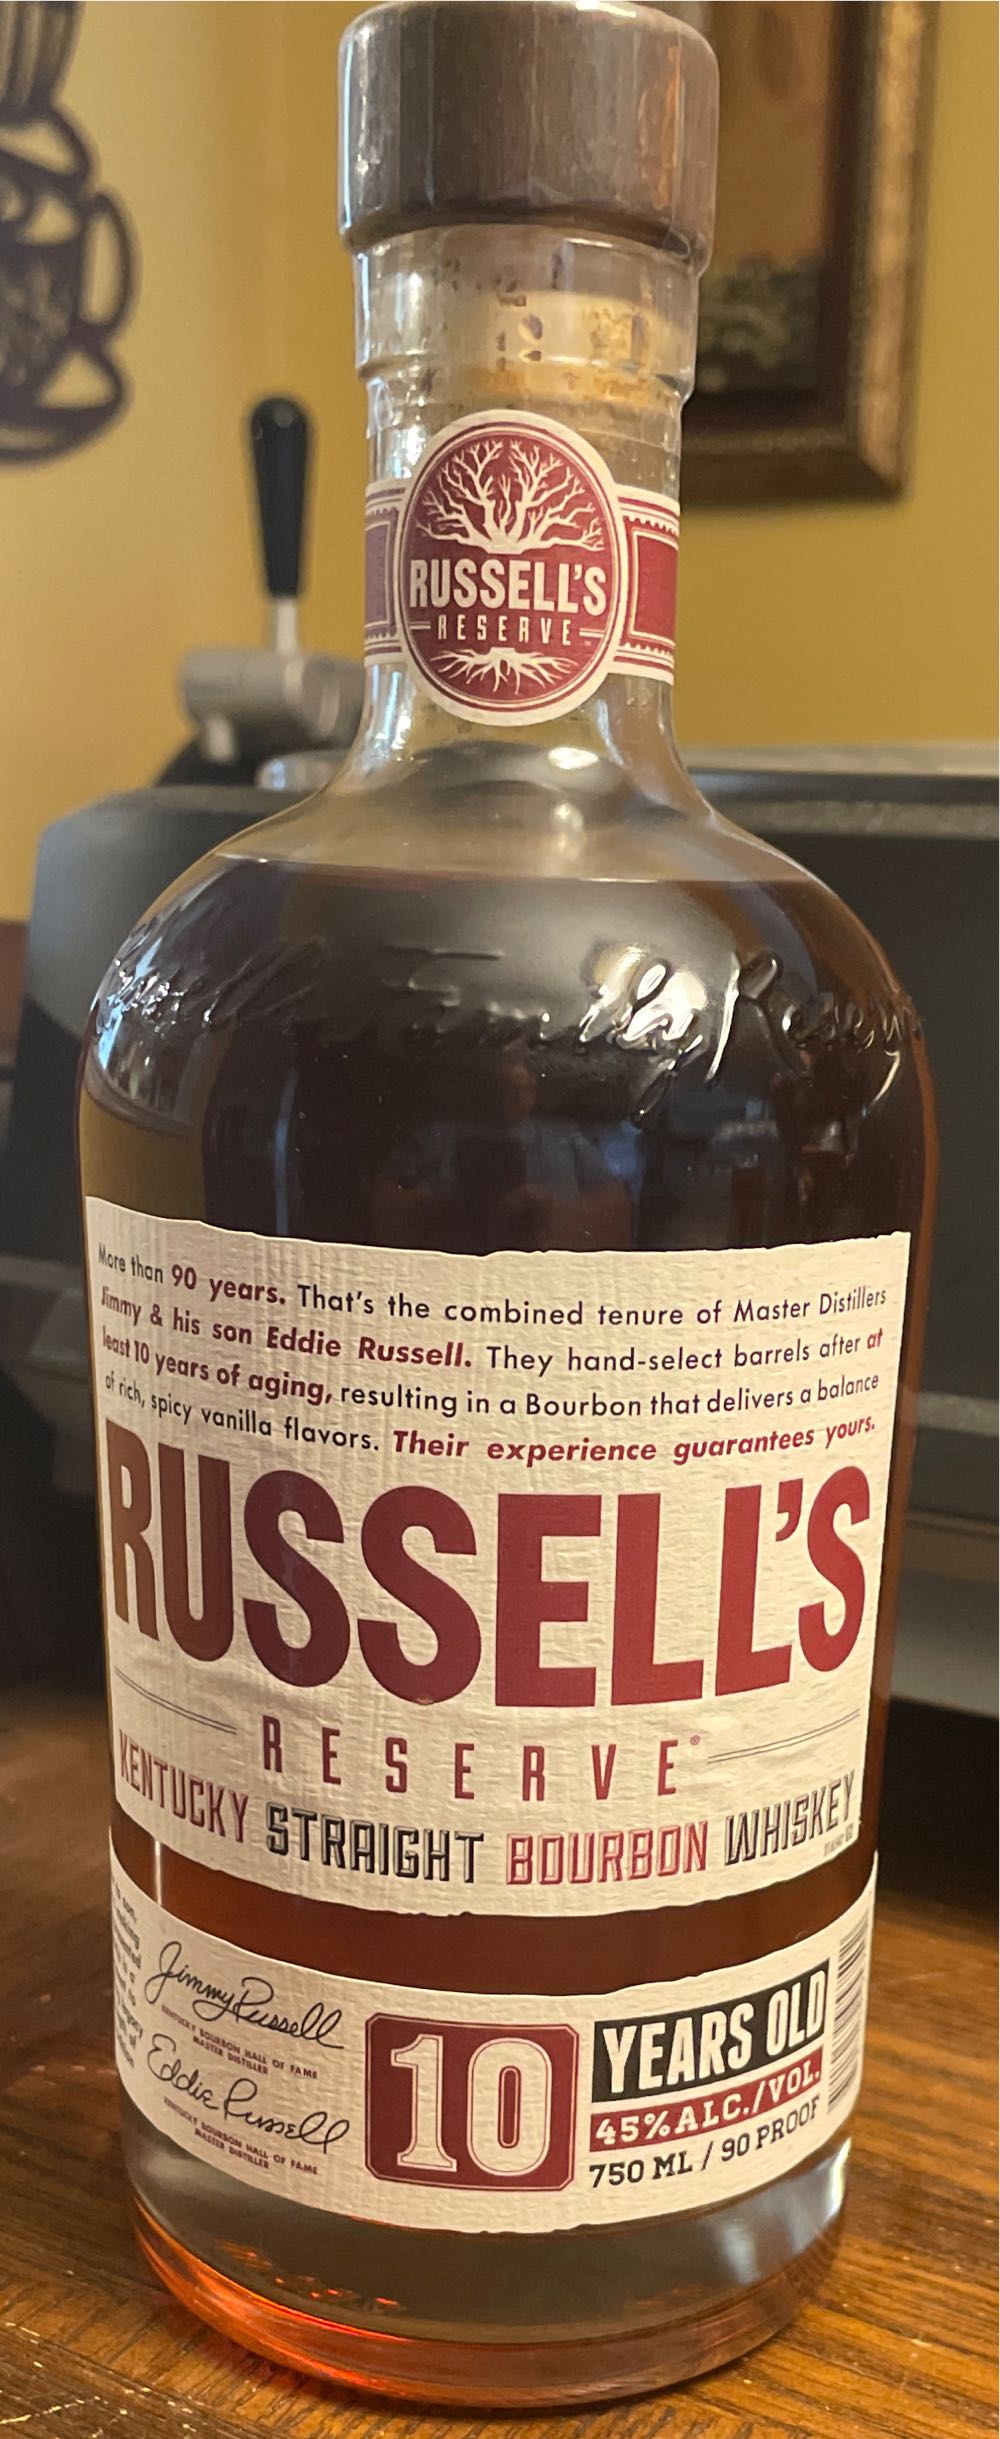 RUSSELL'S
RESERVE
More than 90 years. That's the combined tenure of Master Distillers
Jimmy & his son Eddie Russell. They hand-select barrels after at
least 10 years of aging, resulting in a Bourbon that delivers a balance
of rich, spicy vanilla flavors. Their experience guarantees yours.
RUSSELL'S
RESERVE®
KENTUCKY STRAIGHT BOURBON WHISKEY
Jimmy Russell
KENTUCKY BOURBON HALL OF FAME
MASTER DISTILLER
Eddie Russell
KENTUCKY BOURBON HALL OF FAME
MASTER DISTILLER
10
YEARS OLD
45% ALC./VOL.
750 ML / 90 PROOF